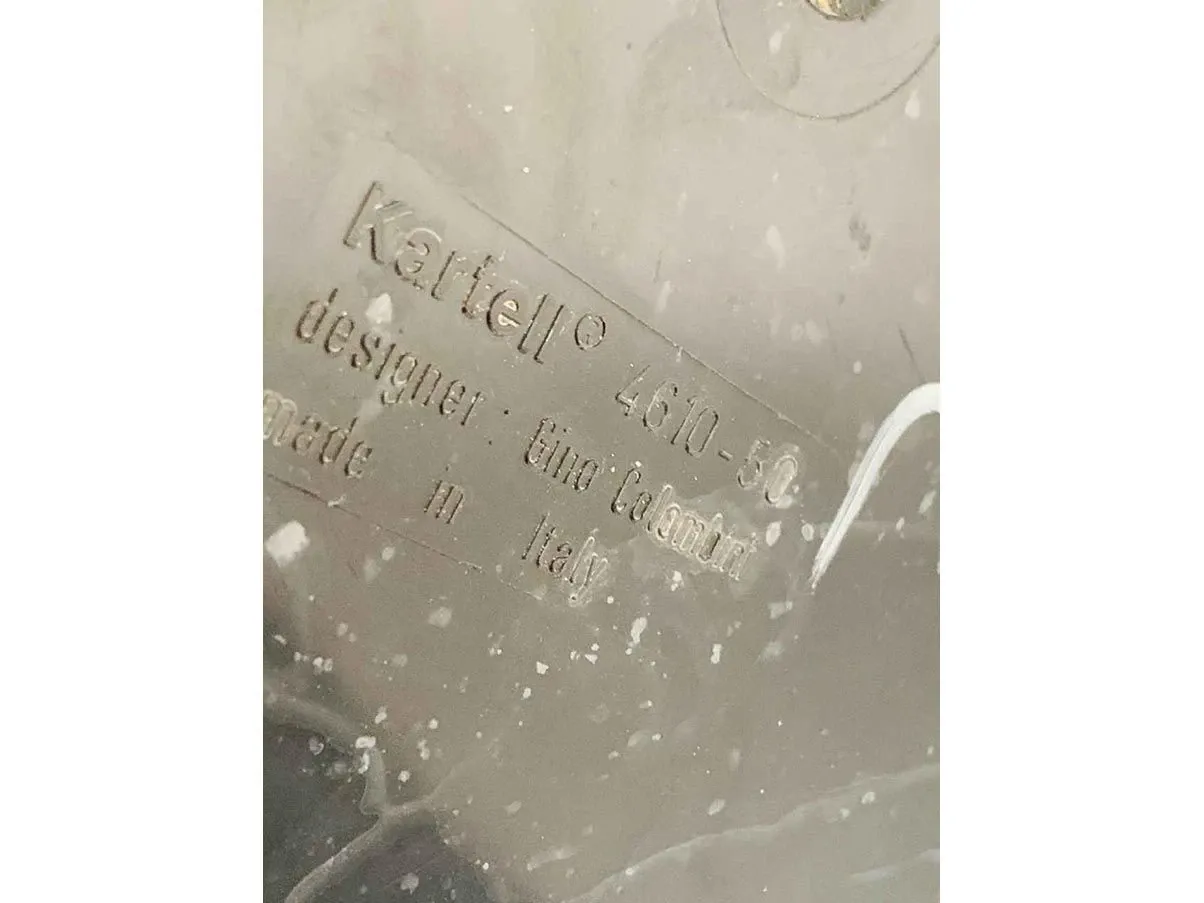 Kartell® 4610-50
designer: Gino Colombini
made in Italy